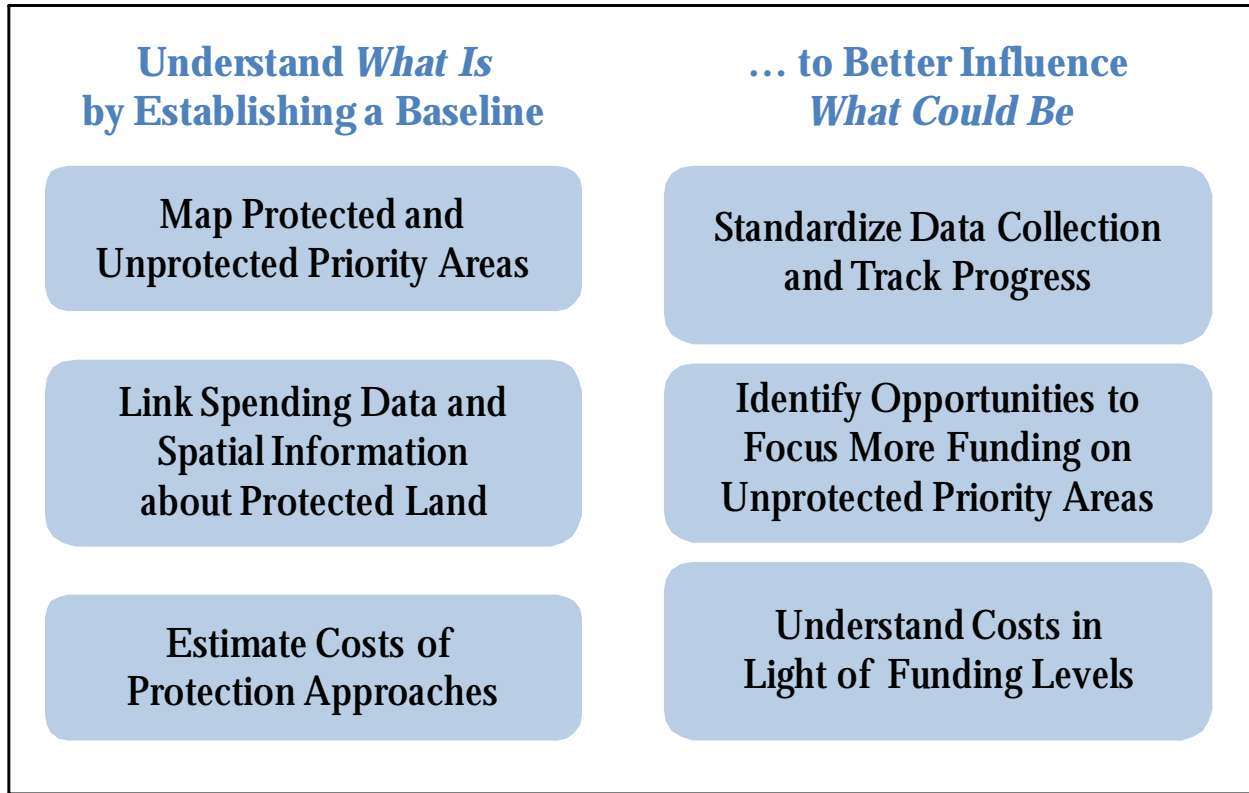 Understand What Is
by Establishing a Baseline
Map Protected and
Unprotected Priority Areas
Link Spending Data and
Spatial Information
about Protected Land
Estimate Costs of
Protection Approaches
… to Better Influence
What Could Be
Standardize Data Collection
and Track Progress
Identify Opportunities to
Focus More Funding on
Unprotected Priority Areas
Understand Costs in
Light of Funding Levels